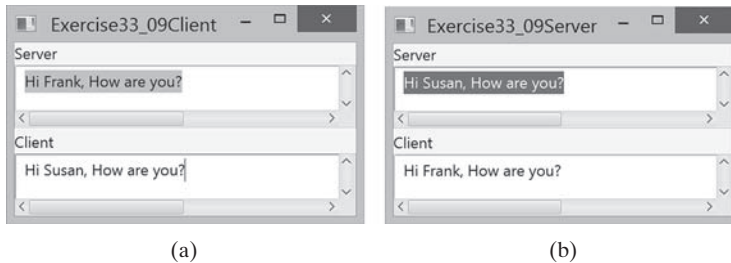 Exercise33_09Client
Server
Hi Frank, How are you?
Client
Hi Susan, How are you?
(a)
Exercise33_09Server
Server
Hi Susan, How are you?
Client
Hi Frank, How are you?
(b)